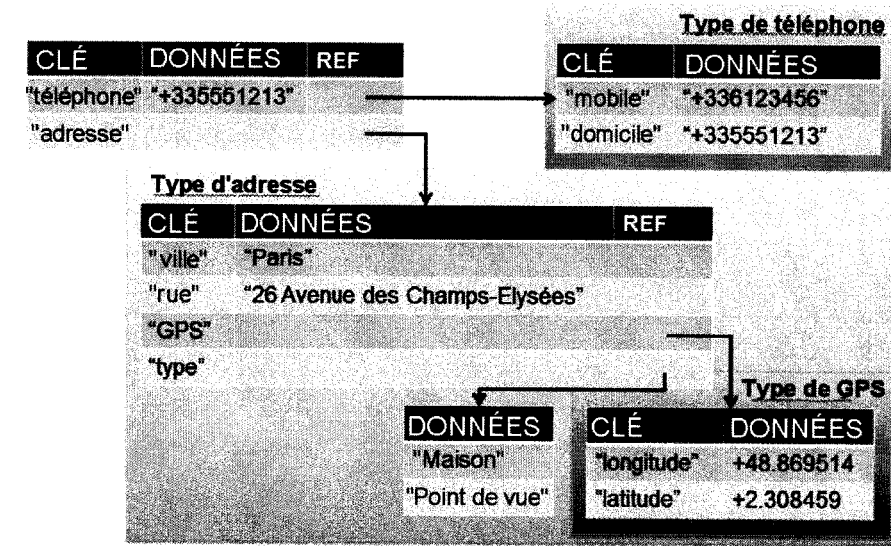 Type de téléphone
CLÉ DONNÉES REF
"téléphone" "+335551213"
"adresse"
CLÉ DONNÉES
"mobile" "+336123456"
"domicile" "+335551213"
Type d'adresse
CLÉ DONNÉES REF
"ville" "Paris"
"rue" "26 Avenue des Champs-Elysées"
"GPS"
"type"
DONNÉES
"Maison"
"Point de vue"
Type de GPS
CLÉ DONNÉES
"longitude" +48.869514
"latitude" +2.308459